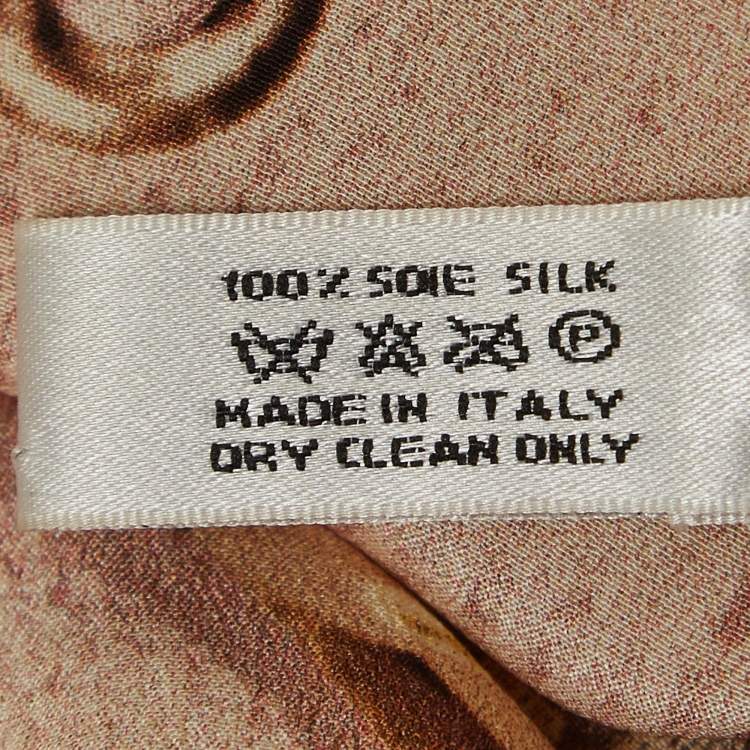 100% SOIE SILK
P
MADE IN ITALY
DRY CLEAN ONLY